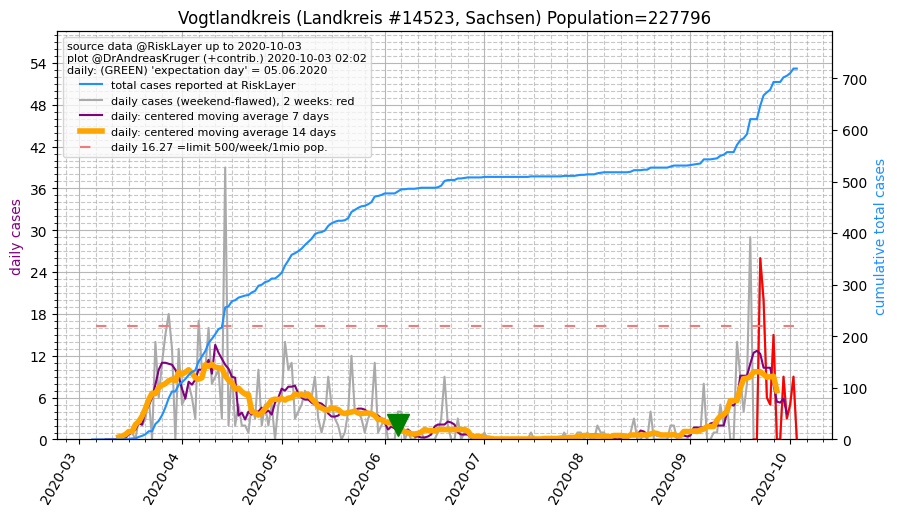 Vogtlandkreis (Landkreis #14523, Sachsen) Population=227796
source data @RiskLayer up to 2020-10-03
plot @DrAndreasKruger (+contrib.) 2020-10-03 02:02
daily: (GREEN) 'expectation day' = 05.06.2020
total cases reported at RiskLayer
daily cases (weekend-flawed), 2 weeks: red
daily: centered moving average 7 days
daily: centered moving average 14 days
daily 16.27 =limit 500/week/1mio pop.
daily cases
54
48
42
36
30
24
18
12
6
0
700
600
500
400
300
200
100
0
cumulative total cases
2020-03
2020-04
2020-05
2020-06
2020-07
2020-08
2020-09
2020-10